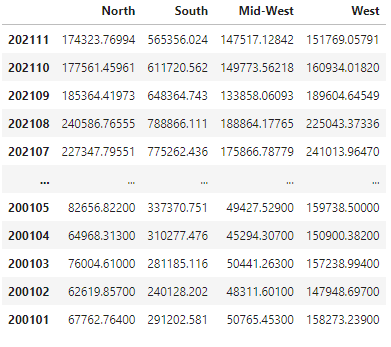 North South Mid-West West
202111 174323.76994 565356.024 147517.12842 151769.05791
202110 177561.45961 611720.562 149773.56218 160934.01820
202109 185364.41973 648364.743 133858.06093 189604.64549
202108 240586.76555 788866.111 188864.17765 225043.37336
202107 227347.79551 775262.436 175866.78779 241013.96470
... ... ... ... ...
200105 82656.82200 337370.751 49427.52900 159738.50000
200104 64968.31300 310277.476 45294.30700 150900.38200
200103 76004.61000 281185.116 50441.26300 157238.99400
200102 62619.85700 240128.202 48311.60100 147948.69700
200101 67762.76400 291202.581 50765.45300 158273.23900